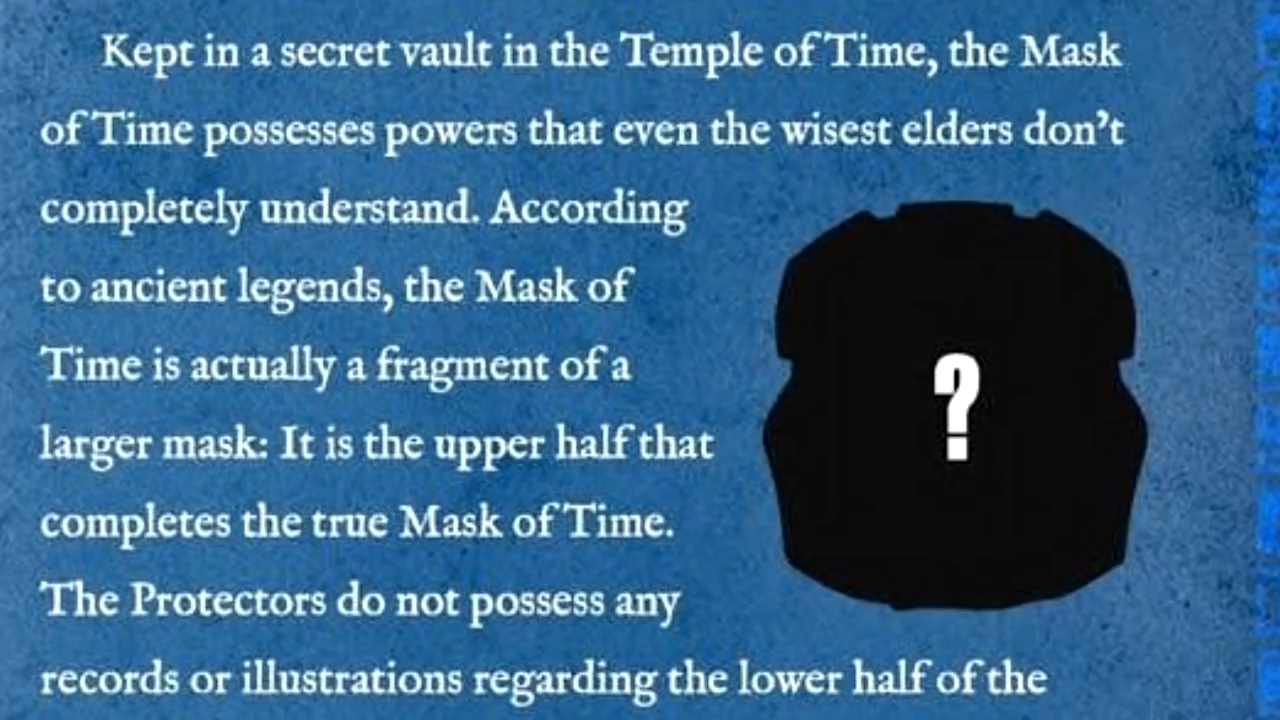 Kept in a secret vault in the Temple of Time, the Mask
of Time possesses powers that even the wisest elders don't
completely understand. According
to ancient legends, the Mask of
Time is actually a fragment of a
larger mask: It is the upper half that
completes the true Mask of Time.
The Protectors do not possess any
records or illustrations regarding the lower half of the
?